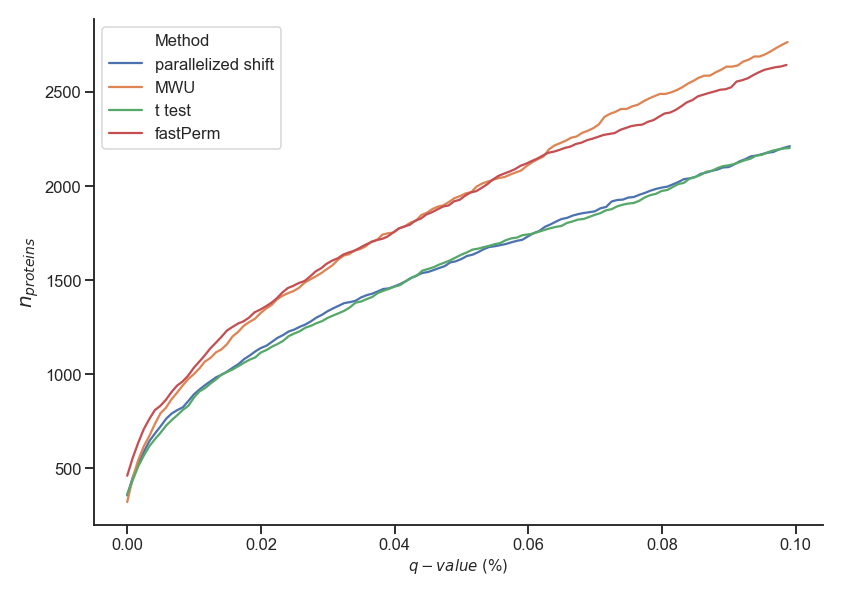 Method
parallelized shift
MWU
t test
fastPerm
2500
2000
1500
1000
500
n_proteins
0.00 0.02 0.04 0.06 0.08 0.10
q − value (%)